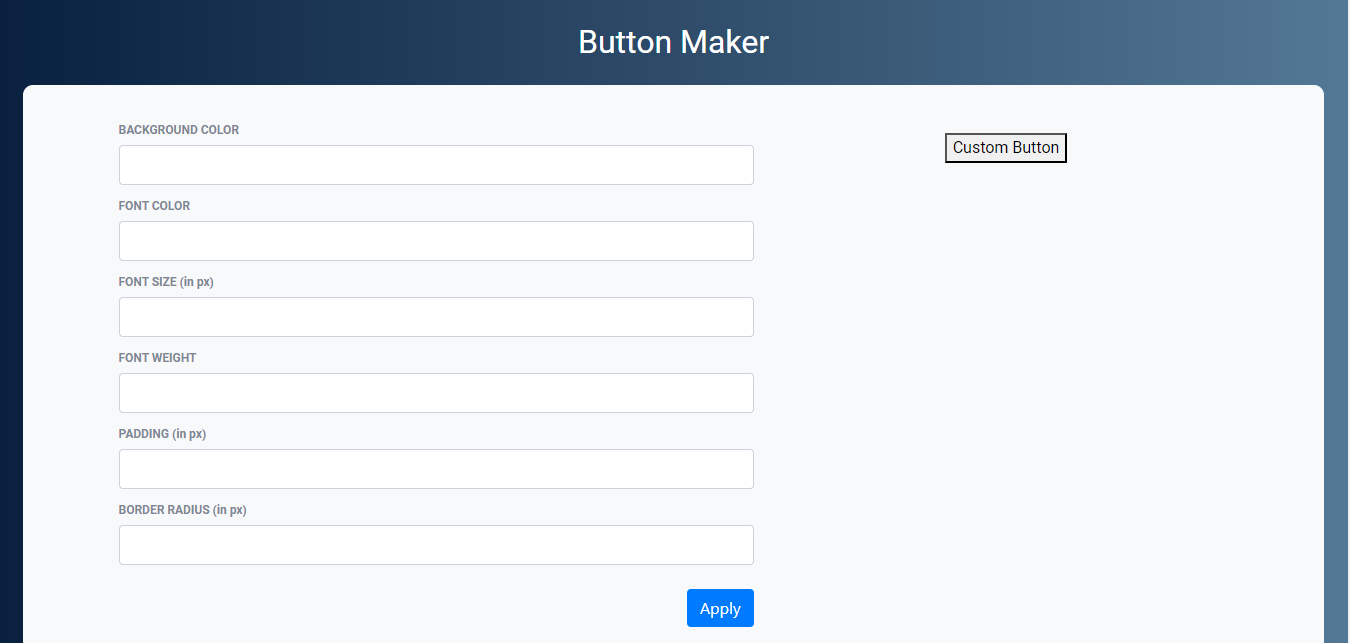 Button Maker
BACKGROUND COLOR
Custom Button
FONT COLOR
FONT SIZE (in px)
FONT WEIGHT
PADDING (in px)
BORDER RADIUS (in px)
Apply